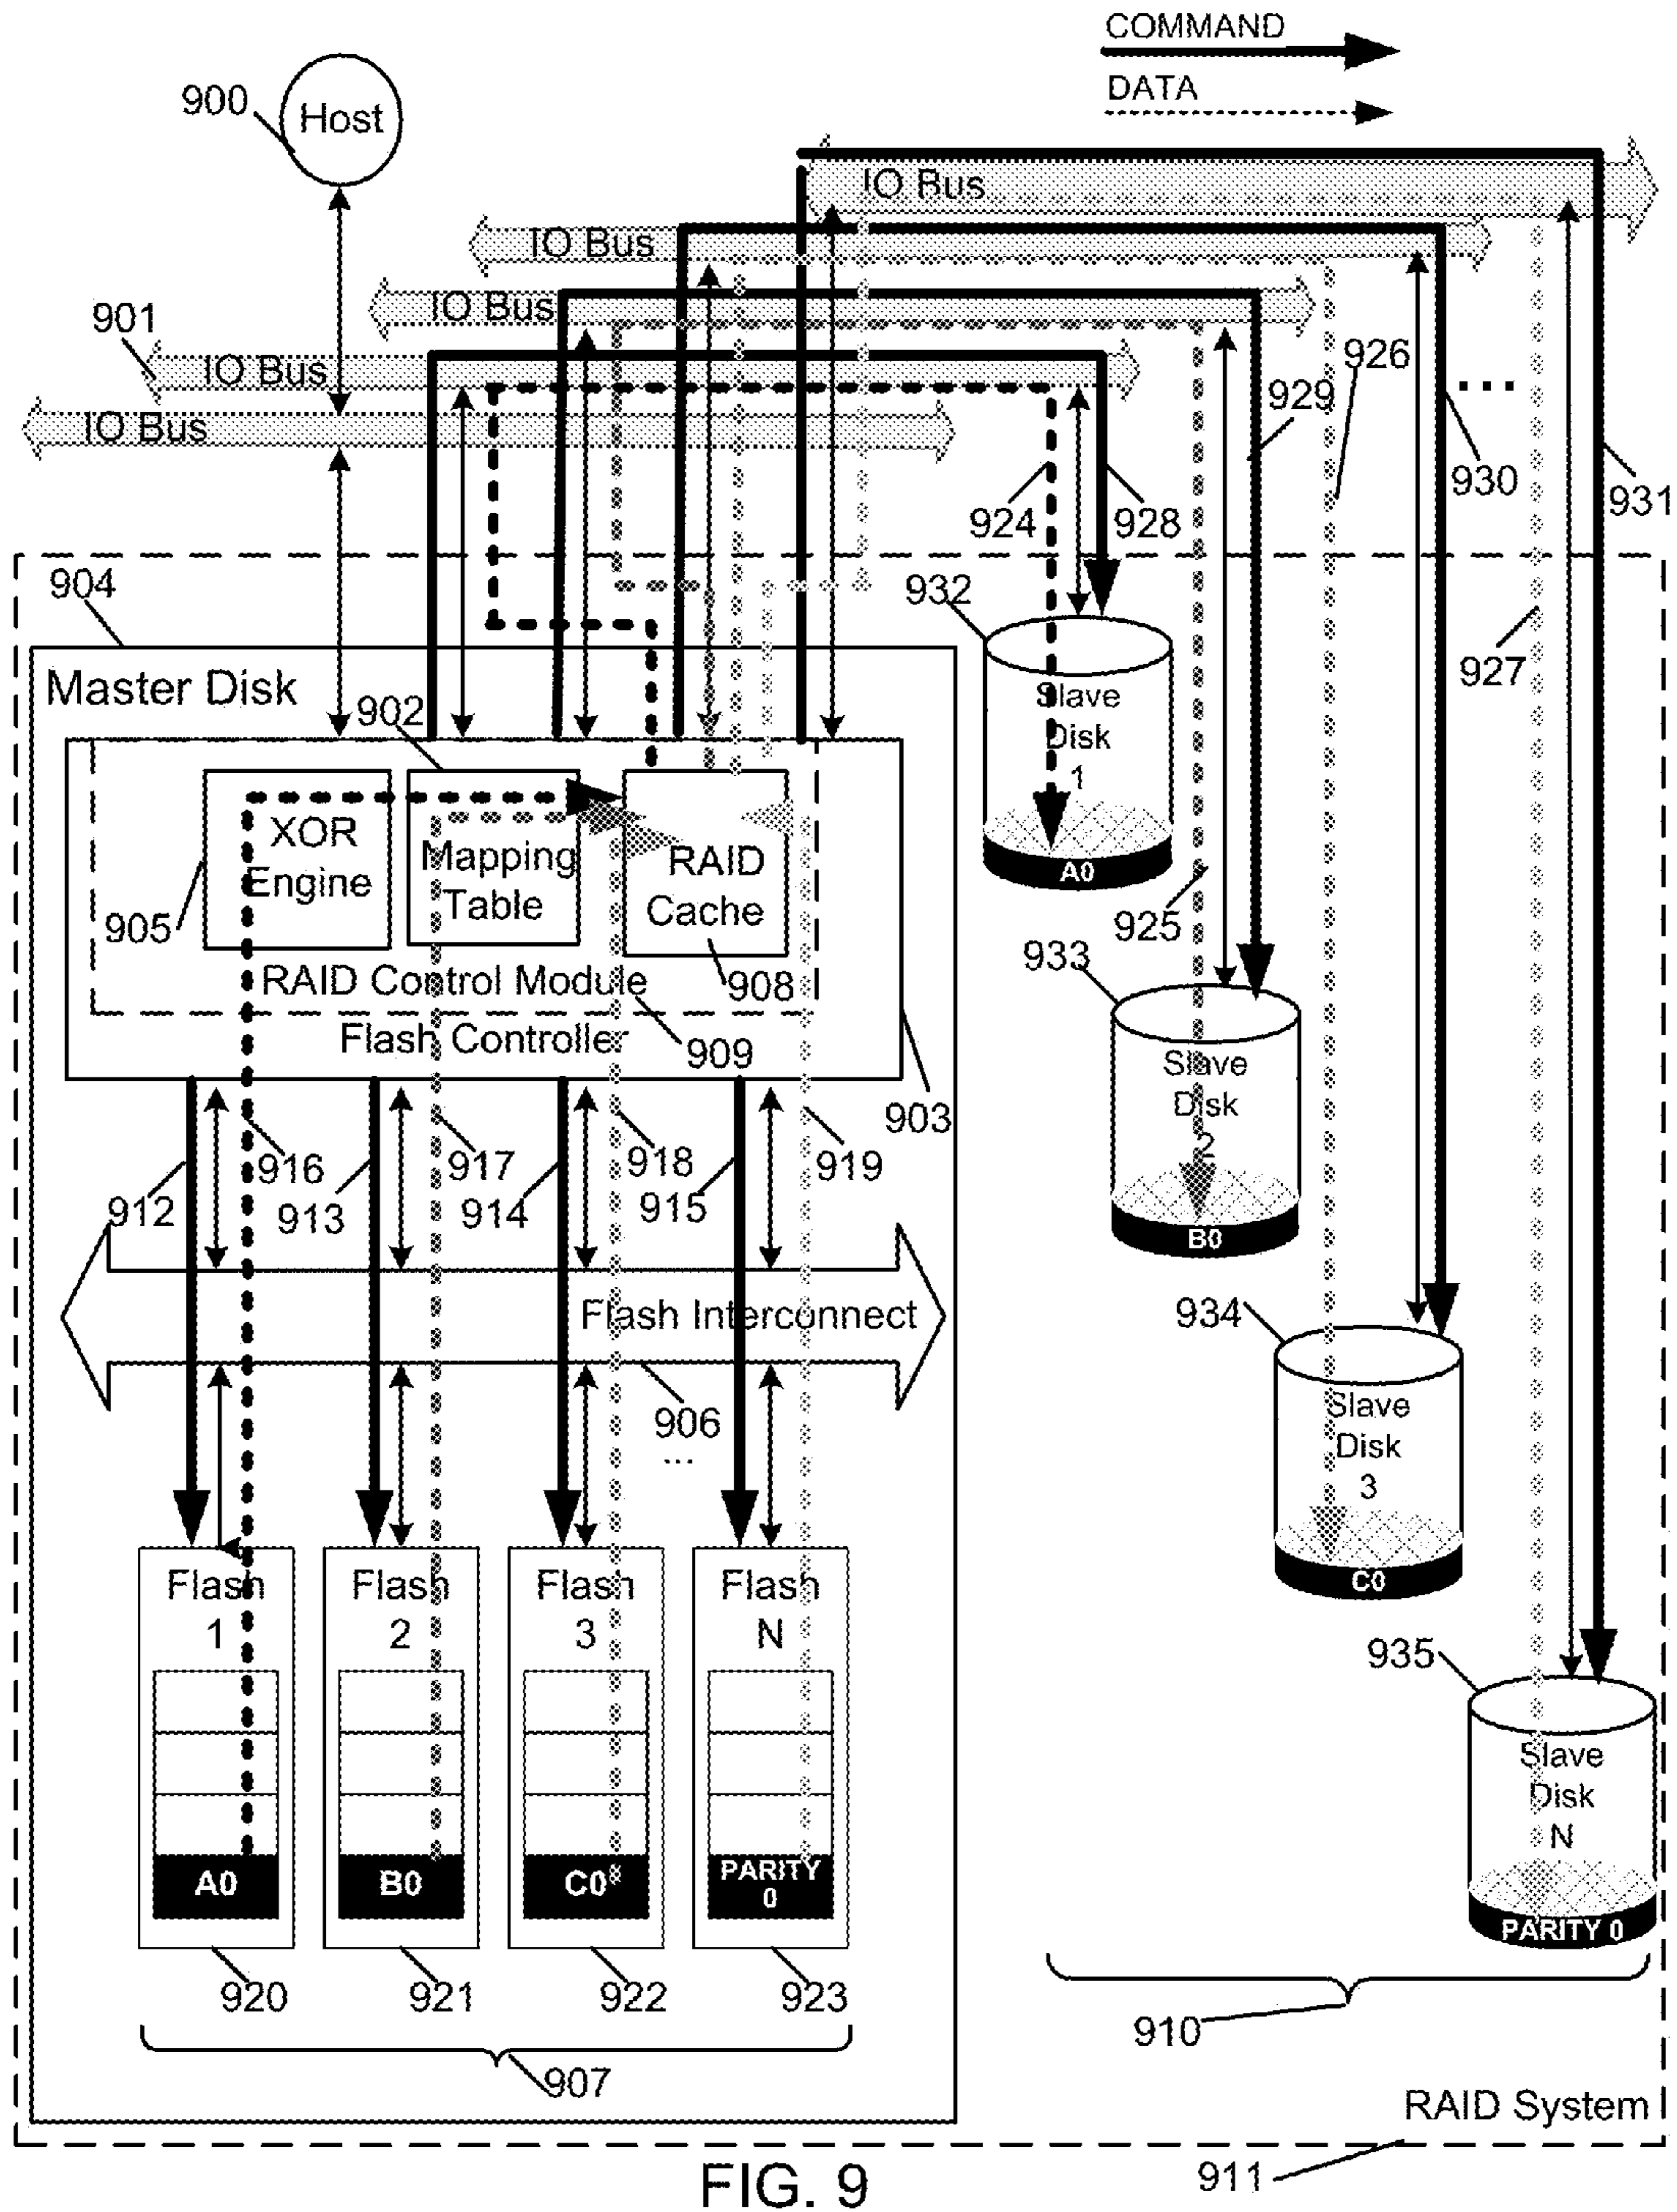 COMMAND
DATA
900
Host
IO Bus
IO Bus
IO Bus
901
IO Bus
IO Bus
926
929
...
930
931
924
928
904
932
927
Master Disk
902
Slave
Disk
1
XOR
Engine
Mapping
Table
RAID
Cache
A0
905
925
RAID Control Module
908
933
Flash Controller
909
Slave
Disk
2
903
916
917
918
919
912
913
914
915
B0
Flash Interconnect
934
906
...
Slave
Disk
3
Flash
1
Flash
2
Flash
3
Flash
N
C0
935
Slave
Disk
N
A0
B0
C0
PARITY
0
PARITY 0
920
921
922
923
910
907
RAID System
911
FIG. 9